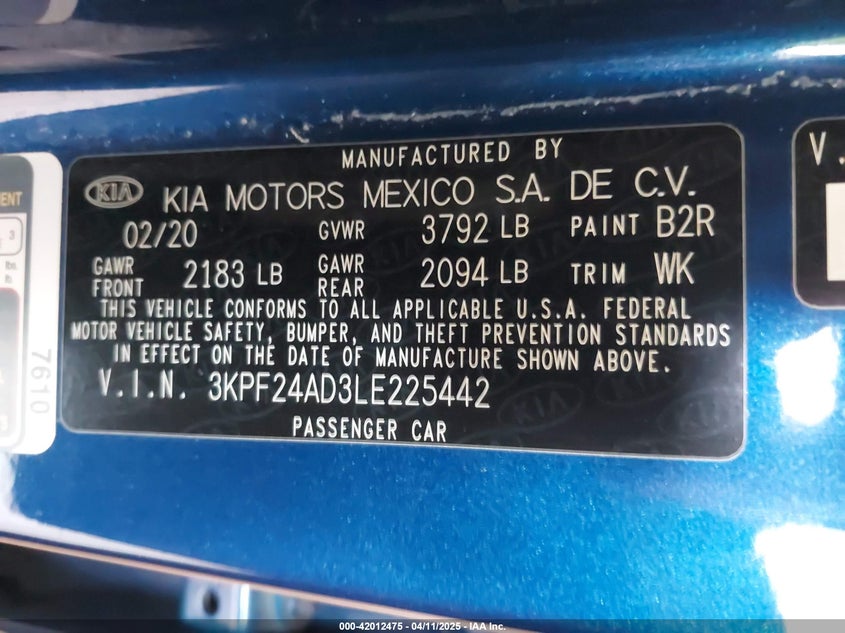 MANUFACTURED BY
KIA KIA MOTORS MEXICO S.A. DE C.V.
02/20 GVWR 3792 LB PAINT B2R
GAWR FRONT 2183 LB GAWR REAR 2094 LB TRIM WK
THIS VEHICLE CONFORMS TO ALL APPLICABLE U.S.A. FEDERAL
MOTOR VEHICLE SAFETY, BUMPER, AND THEFT PREVENTION STANDARDS
IN EFFECT ON THE DATE OF MANUFACTURE SHOWN ABOVE.
V.I.N. 3KPF24AD3LE225442
PASSENGER CAR
7610
V.
000-42012475 - 04/11/2025 - IAA Inc.